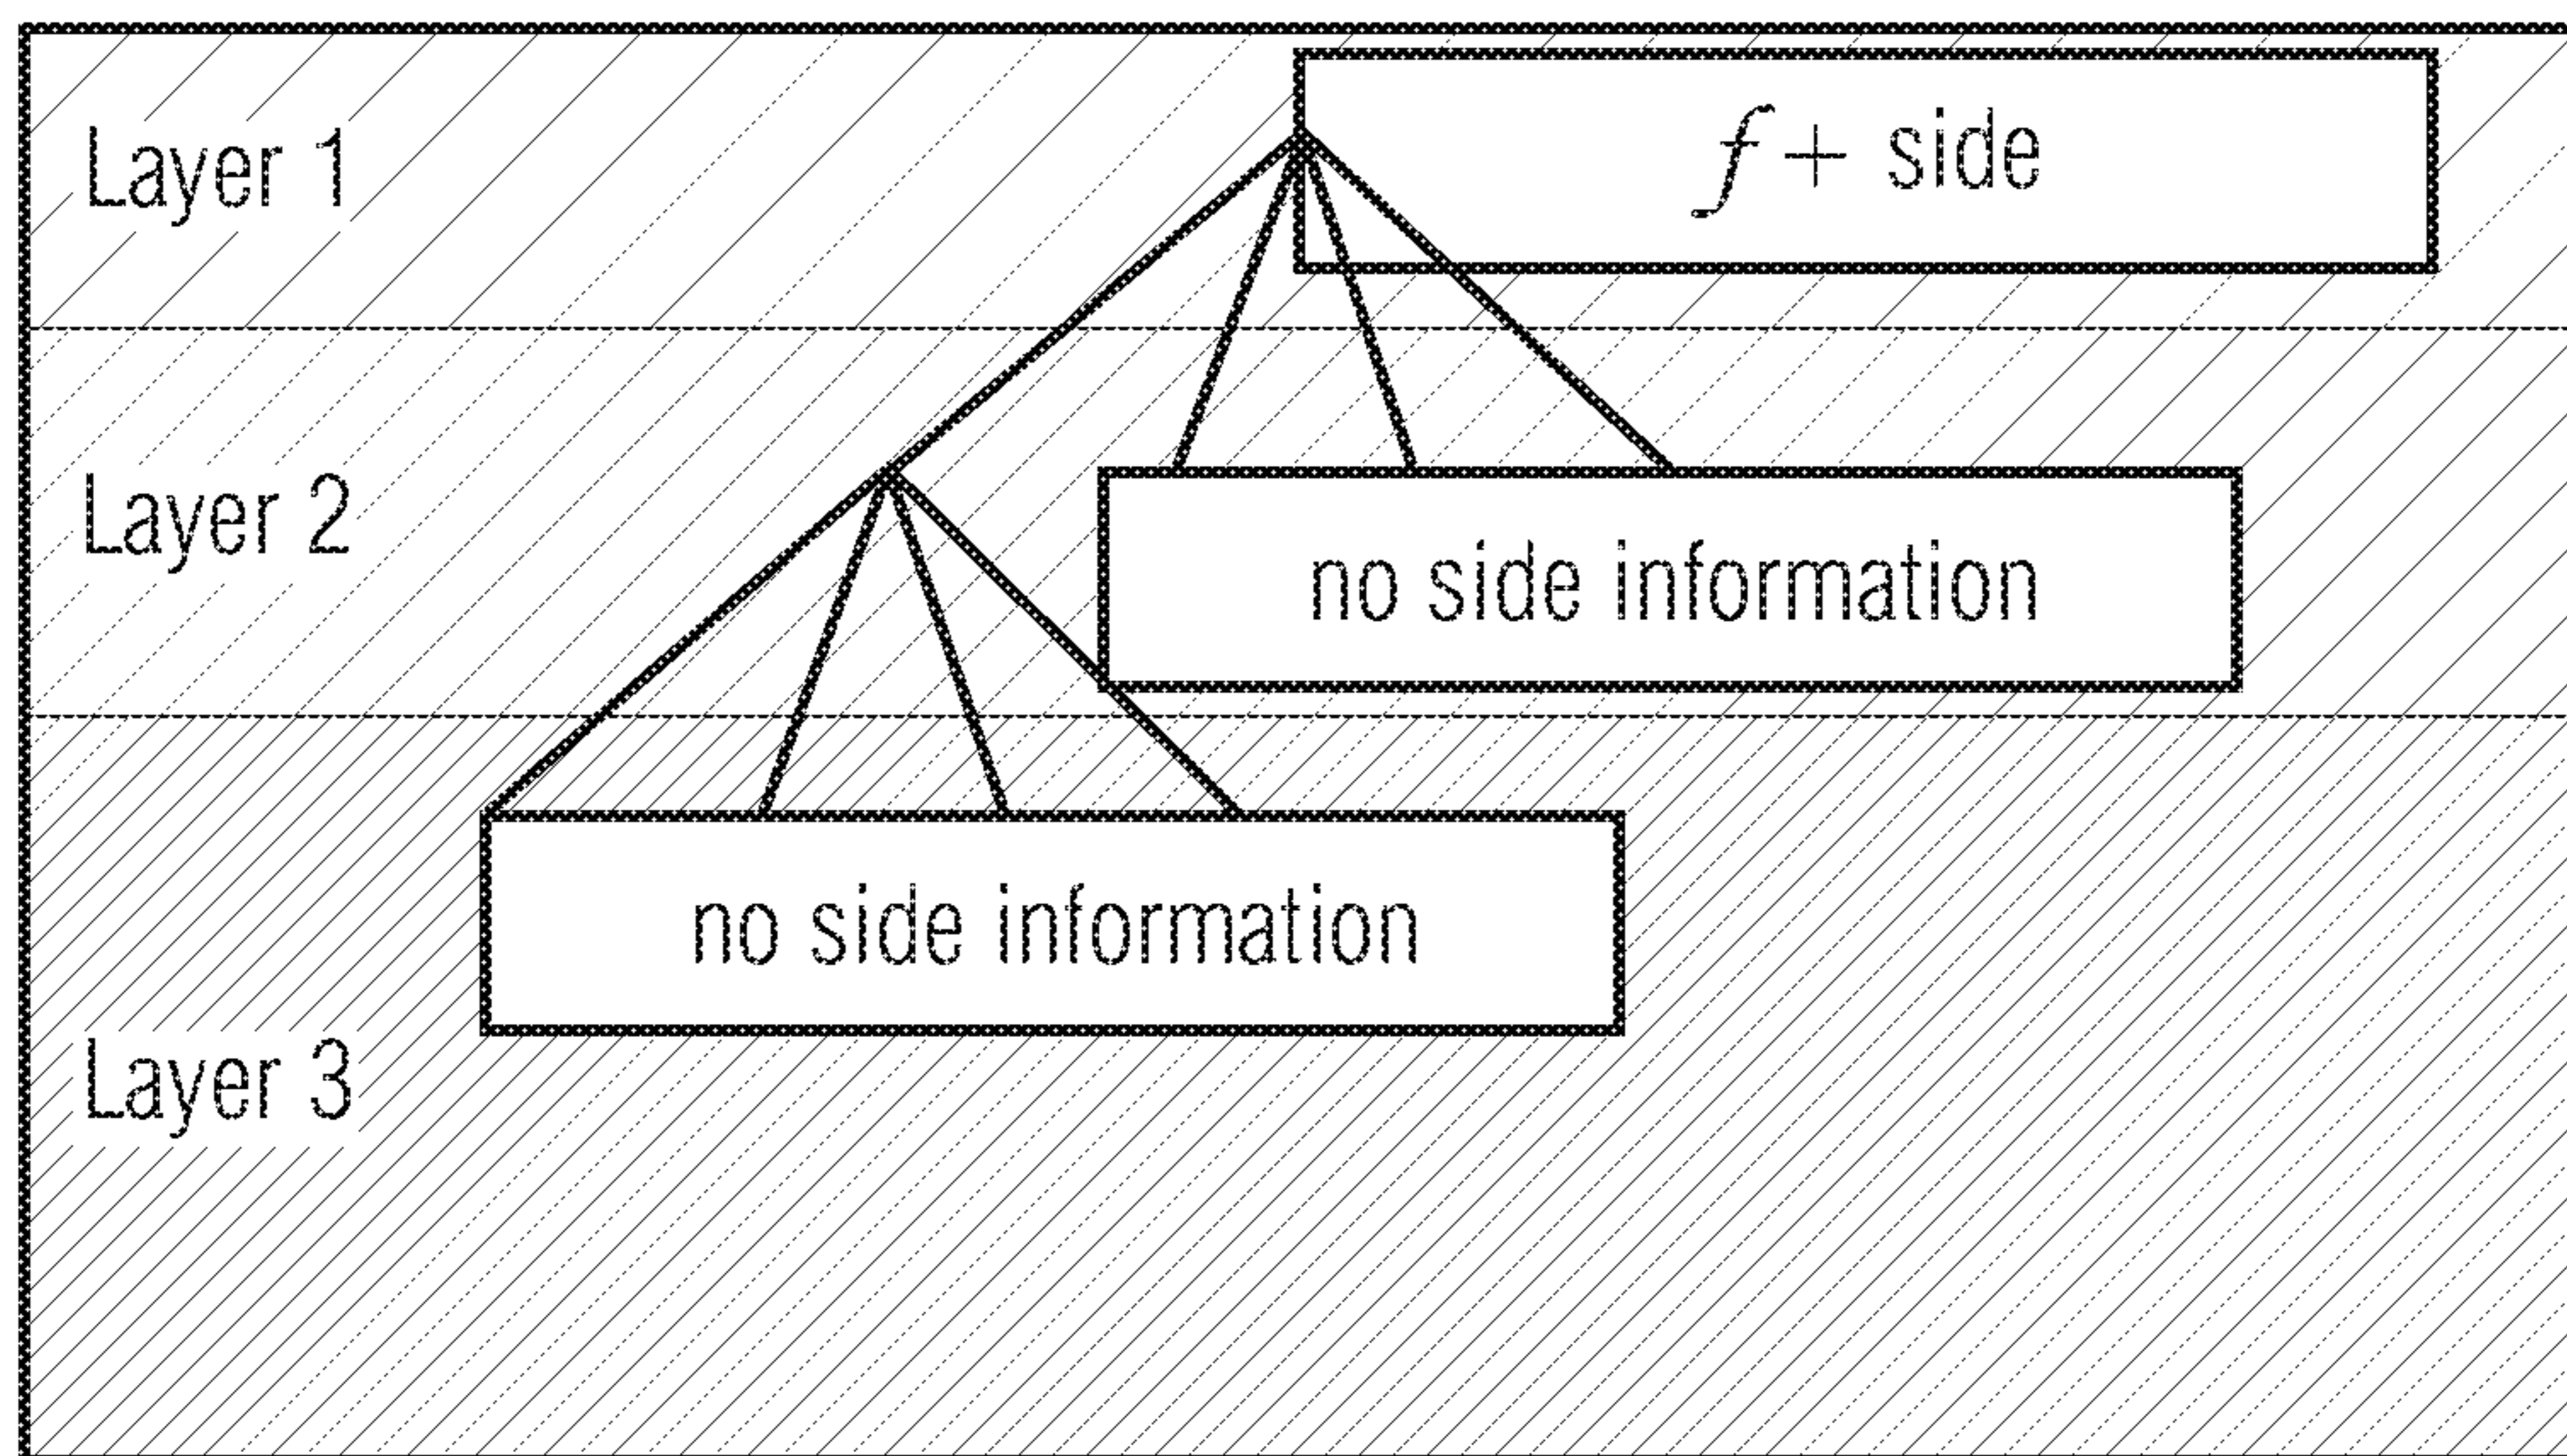 Layer 1
f + side
Layer 2
no side information
no side information
Layer 3